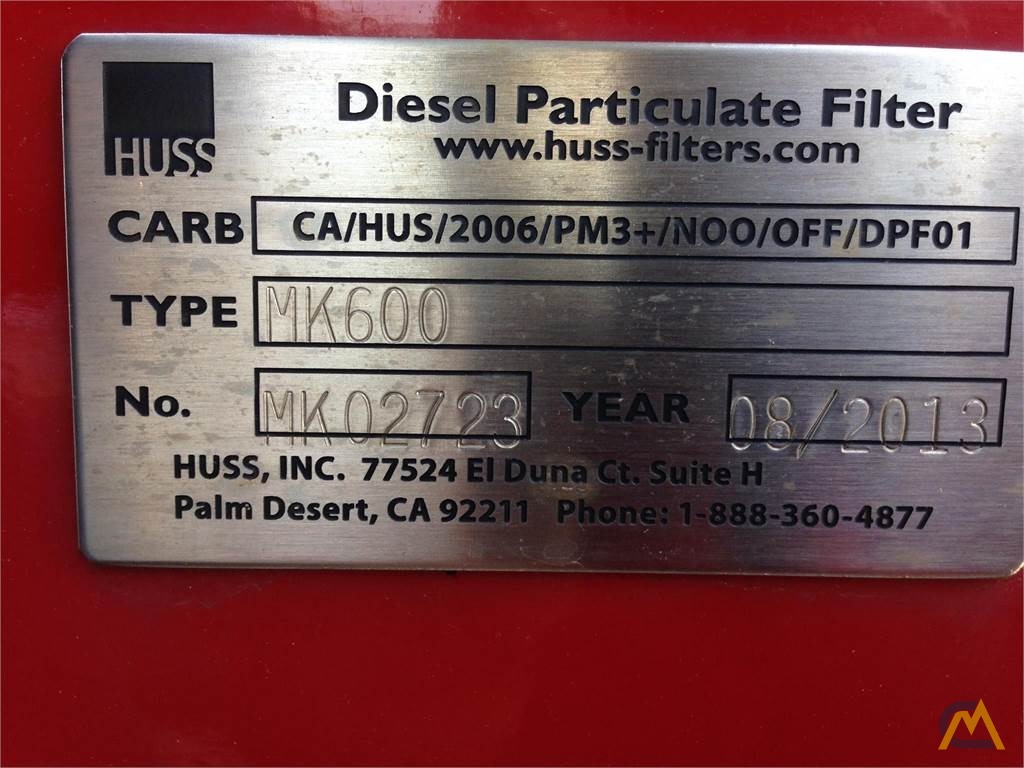 HUSS
Diesel Particulate Filter
www.huss-filters.com
CARB CA/HUS/2006/PM3+/NOO/OFF/DPF01
TYPE MK600
No. MK02723 YEAR 08/2013
HUSS, INC. 77524 El Duna Ct. Suite H
Palm Desert, CA 92211 Phone: 1-888-360-4877